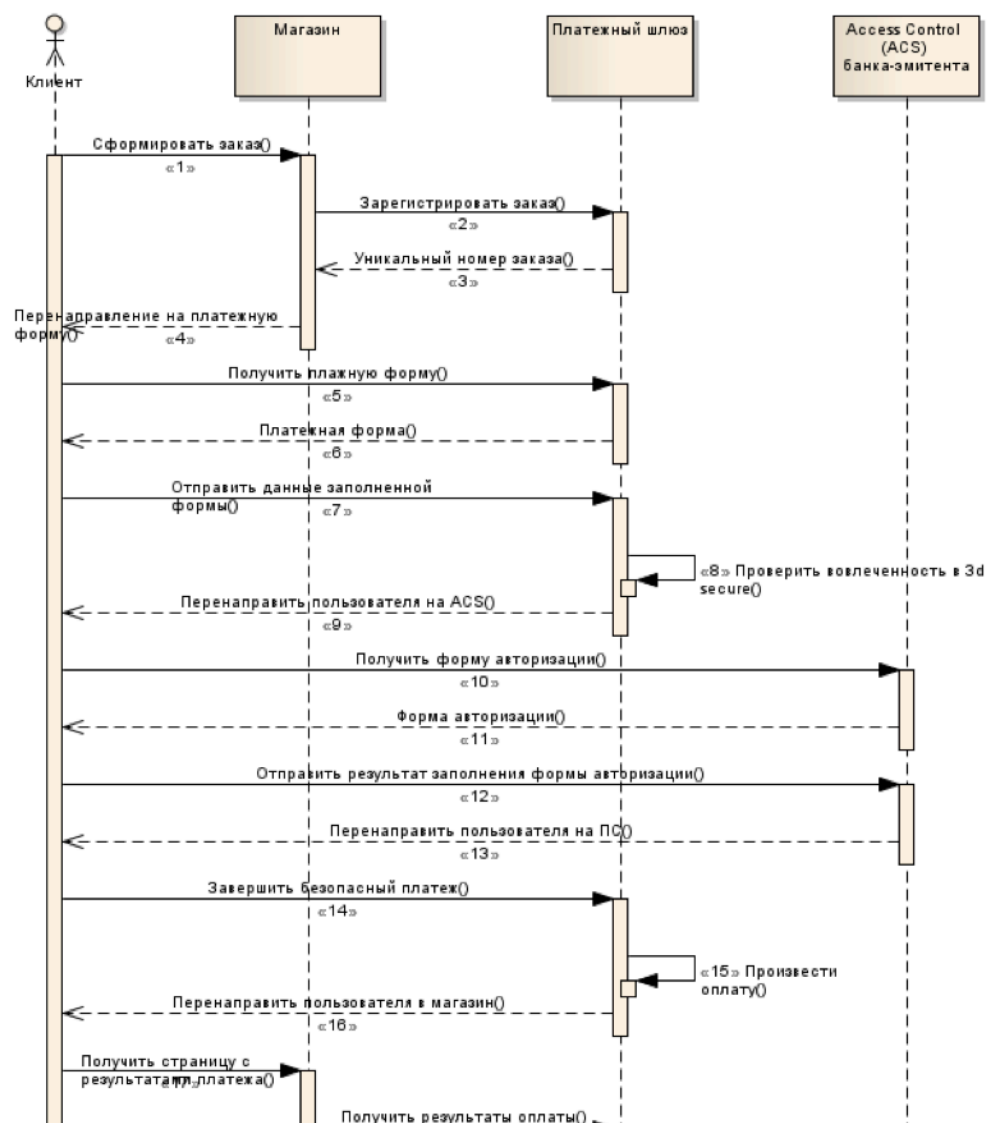 Клиент
Магазин
Платежный шлюз
Access Control
(ACS)
банка-эмитента
Сформировать заказ()
«1»
Зарегистрировать заказ()
«2»
Уникальный номер заказа()
«3»
Перенаправление на платежную
форму()
«4»
Получить плажную форму()
«5»
Платежная форма()
«6»
Отправить данные заполненной
формы()
«7»
«8» Проверить вовлеченность в 3d
secure()
Перенаправить пользователя на ACS()
«9»
Получить форму авторизации()
«10»
Форма авторизации()
«11»
Отправить результат заполнения формы авторизации()
«12»
Перенаправить пользователя на ПС()
«13»
Завершить безопасный платеж()
«14»
«15» Произвести
оплату()
Перенаправить пользователя в магазин()
«16»
Получить страницу с
результатами платежа()
«17»
Получить результаты оплаты()